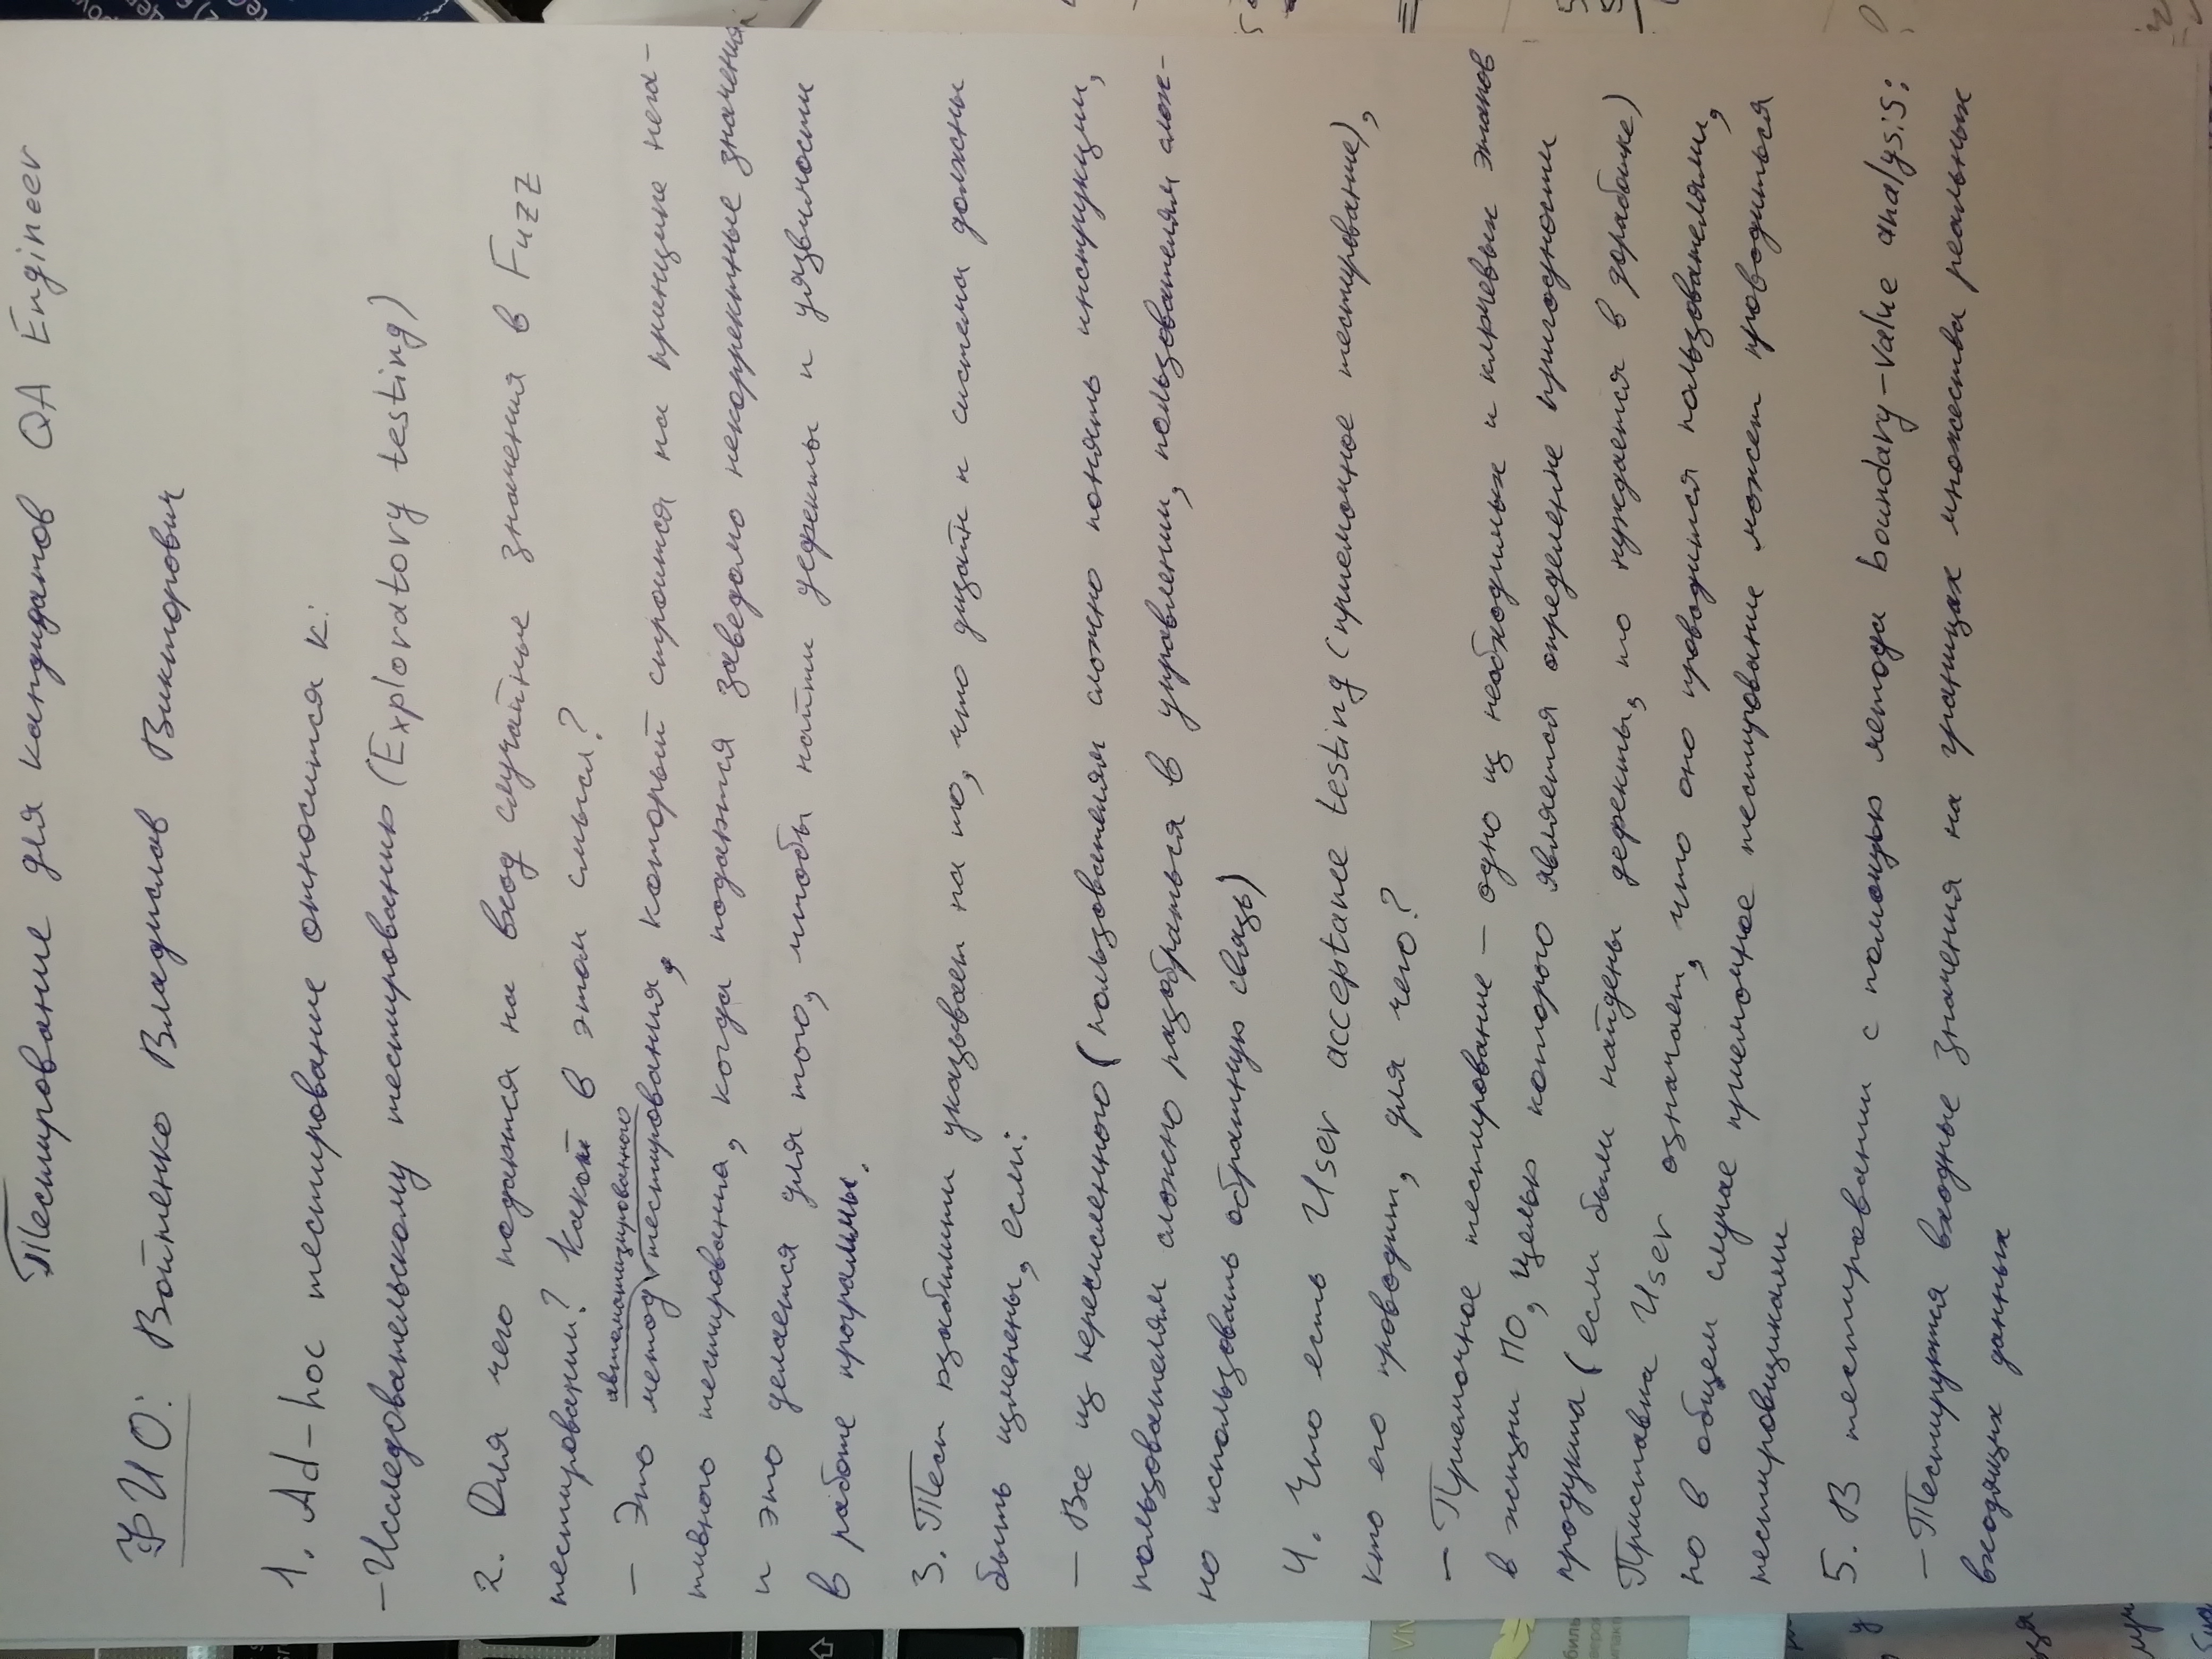 Тестирование для кандидатов QA Engineer
ФИО: Войтенко Владислав Викторович
1. Ad-hoc тестирование относится к:
- Исследовательскому тестированию (Exploratory testing)
2. Для чего подаются на вход случайные значения в Fuzz
тестировании? Какой в этом смысл?
автоматизированного
- Это метод тестирования, который строится на принципе нега-
тивного тестирования, когда подаются заведомо некорректные значения
и это делается для того, чтобы найти дефекты и уязвимости
в работе программы.
3. Тест юзабилити указывает на то, что дизайн и система должны
быть изменены, если:
- Все из перечисленного (пользователям сложно понять инструкции,
пользователям сложно разобраться в управлении, пользователям слож-
но использовать обратную связь)
4. Что есть User acceptance testing (приемочное тестирование),
кто его проводит, для чего?
- Приемочное тестирование - одно из необходимых и ключевых этапов
в жизни ПО, целью которого является определение пригодности
продукта (если были найдены дефекты, то нуждается в доработке)
Приставка User означает, что оно проводится пользователями,
но в общем случае приемочное тестирование может проводиться
тестировщиками
5. В тестировании с помощью метода boundary-value analysis:
- Тестируются входные значения на границах множества реальных
входящих данных